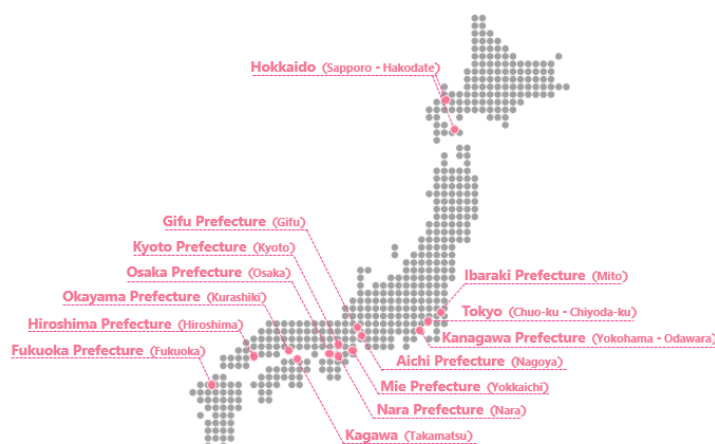 Hokkaido (Sapporo - Hakodate)
Gifu Prefecture (Gifu)
Kyoto Prefecture (Kyoto)
Osaka Prefecture (Osaka)
Okayama Prefecture (Kurashiki)
Hiroshima Prefecture (Hiroshima)
Fukuoka Prefecture (Fukuoka)
Ibaraki Prefecture (Mito)
Tokyo (Chuo-ku - Chiyoda-ku)
Kanagawa Prefecture (Yokohama - Odawara)
Aichi Prefecture (Nagoya)
Mie Prefecture (Yokkaichi)
Nara Prefecture (Nara)
Kagawa (Takamatsu)